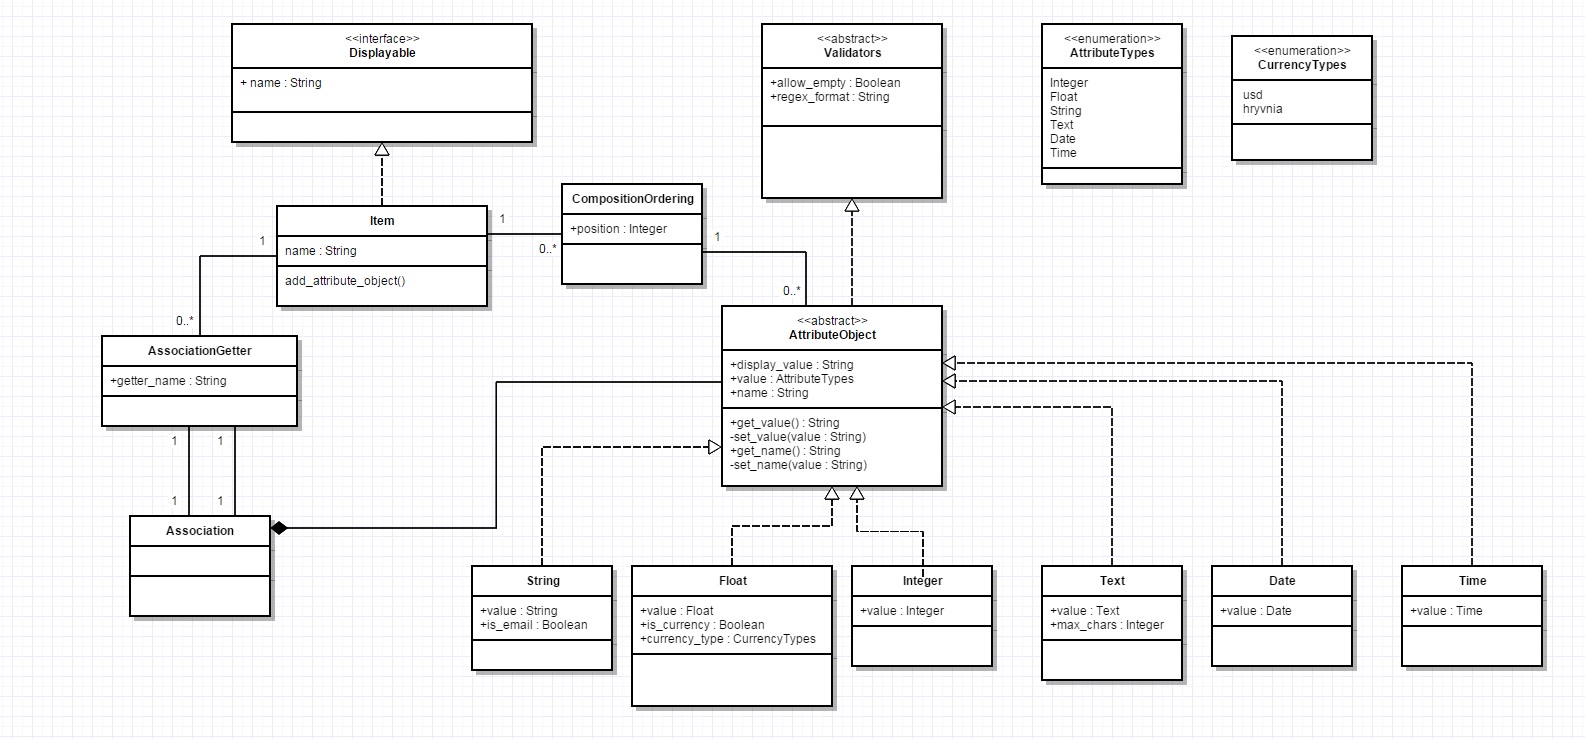 <<interface>>
Displayable
+ name : String
<<abstract>>
Validators
+allow_empty : Boolean
+regex_format : String
<<enumeration>>
AttributeTypes
Integer
Float
String
Text
Date
Time
<<enumeration>>
CurrencyTypes
usd
hryvnia
Item
name : String
add_attribute_object()
1
0..*
1
0..*
CompositionOrdering
+position : Integer
1
0..*
AssociationGetter
+getter_name : String
1
1
1
1
Association
<<abstract>>
AttributeObject
+display_value : String
+value : AttributeTypes
+name : String
+get_value() : String
-set_value(value : String)
+get_name() : String
-set_name(value : String)
String
+value : String
+is_email : Boolean
Float
+value : Float
+is_currency : Boolean
+currency_type : CurrencyTypes
Integer
+value : Integer
Text
+value : Text
+max_chars : Integer
Date
+value : Date
Time
+value : Time